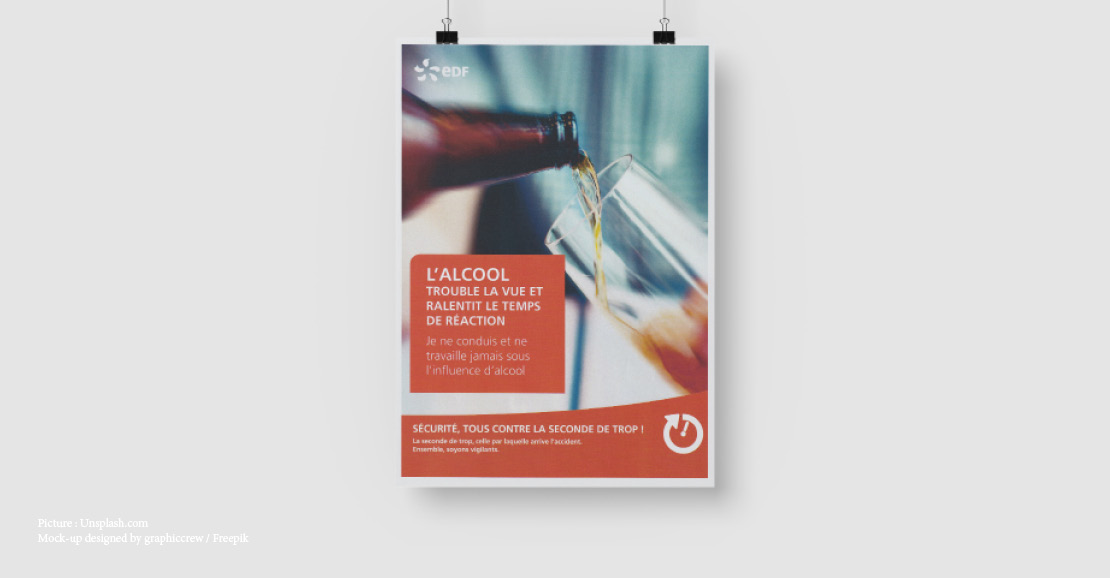 eDF
L'ALCOOL
TROUBLE LA VUE ET
RALENTIT LE TEMPS
DE RÉACTION
Je ne conduis et ne
travaille jamais sous
l'influence d'alcool
SÉCURITÉ, TOUS CONTRE LA SECONDE DE TROP !
La seconde de trop, celle par laquelle arrive l'accident.
Ensemble, soyons vigilants.
Picture : Unsplash.com
Mock-up designed by graphiccrew / Freepik